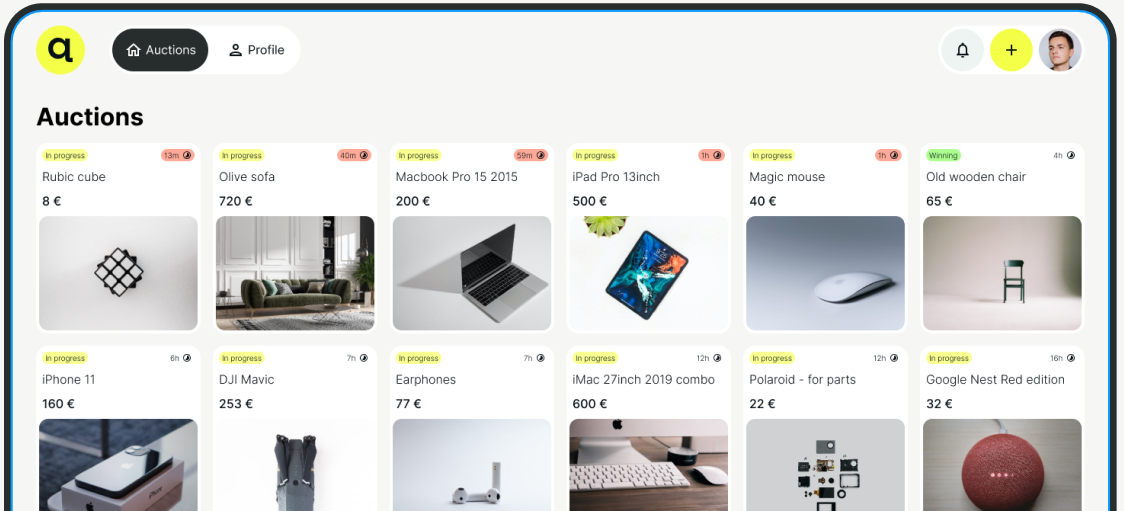 q
Auctions
Profile
+
Auctions
In progress 13m
Rubic cube
8 €
In progress 40m
Olive sofa
720 €
In progress 59m
Macbook Pro 15 2015
200 €
In progress 1h
iPad Pro 13inch
500 €
In progress 1h
Magic mouse
40 €
Winning 4h
Old wooden chair
65 €
In progress 6h
iPhone 11
160 €
In progress 7h
DJI Mavic
253 €
In progress 7h
Earphones
77 €
In progress 12h
iMac 27inch 2019 combo
600 €
In progress 12h
Polaroid - for parts
22 €
In progress 16h
Google Nest Red edition
32 €
iPhone